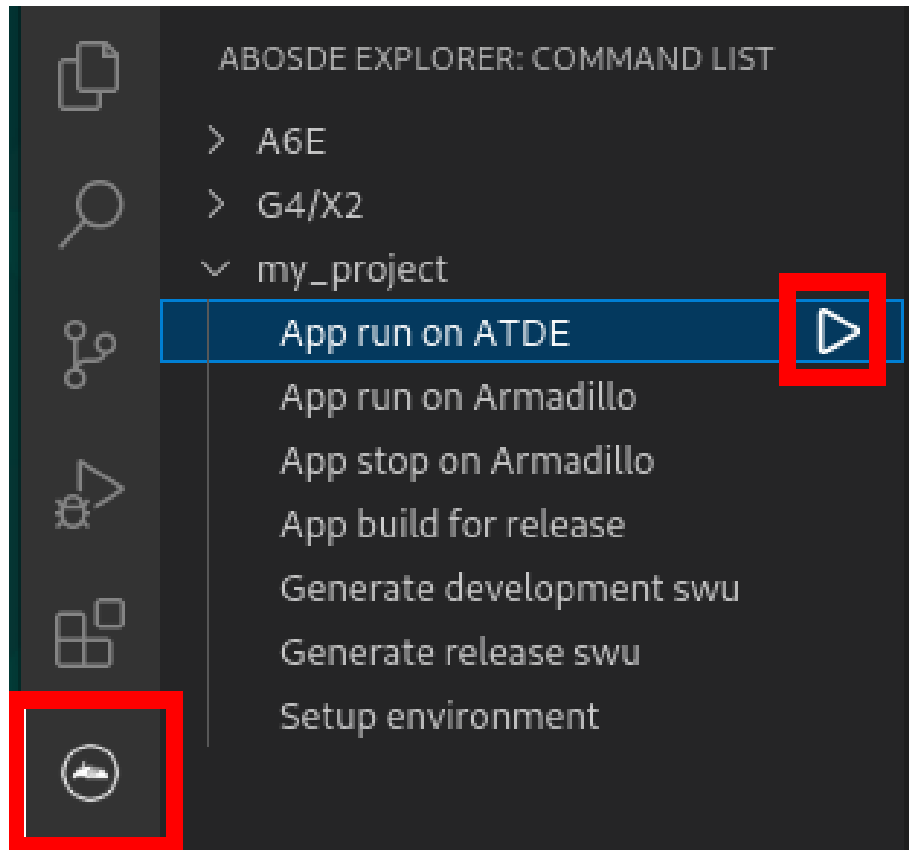 ABOSDE EXPLORER: COMMAND LIST
A6E
G4/X2
my_project
App run on ATDE
App run on Armadillo
App stop on Armadillo
App build for release
Generate development swu
Generate release swu
Setup environment